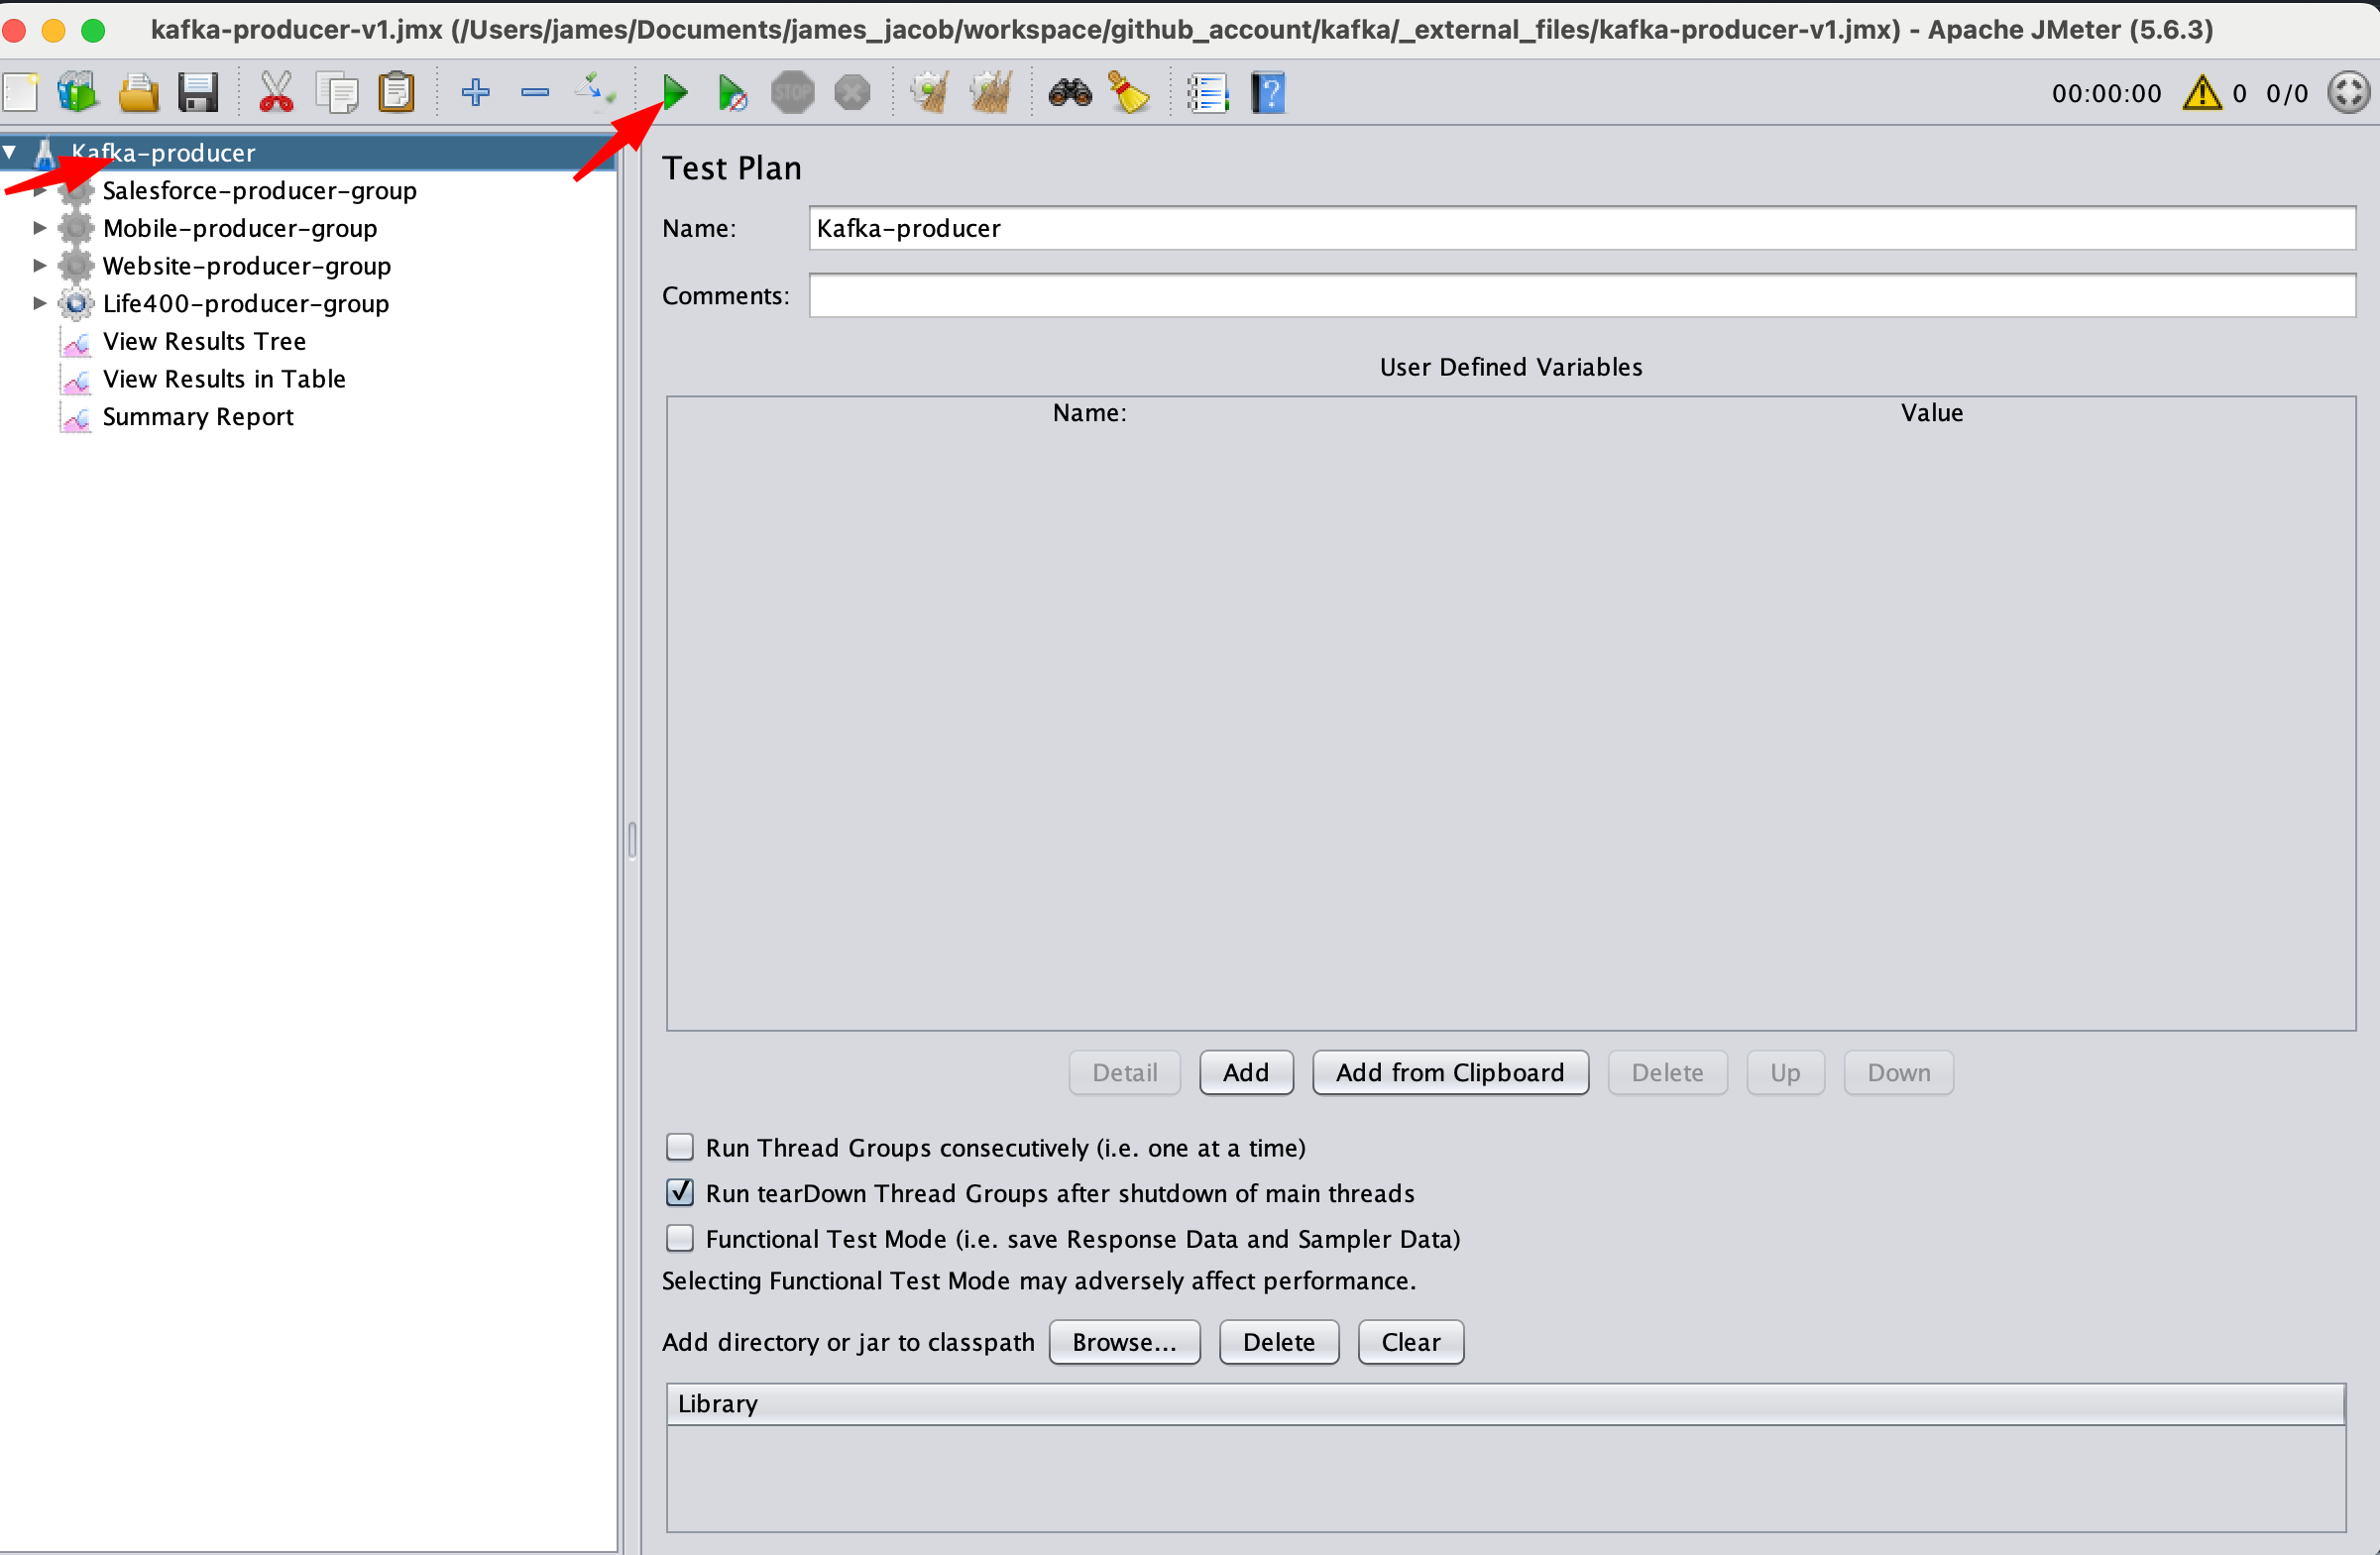 kafka-producer-v1.jmx (/Users/james/Documents/james_jacob/workspace/github_account/kafka/_external_files/kafka-producer-v1.jmx) - Apache JMeter (5.6.3)
STOP ? 00:00:00 0 0/0
Kafka-producer
Salesforce-producer-group
Mobile-producer-group
Website-producer-group
Life400-producer-group
View Results Tree
View Results in Table
Summary Report
Test Plan
Name: Kafka-producer
Comments:
User Defined Variables
Name: Value
Detail Add Add from Clipboard Delete Up Down
Run Thread Groups consecutively (i.e. one at a time)
Run tearDown Thread Groups after shutdown of main threads
Functional Test Mode (i.e. save Response Data and Sampler Data)
Selecting Functional Test Mode may adversely affect performance.
Add directory or jar to classpath Browse... Delete Clear
Library